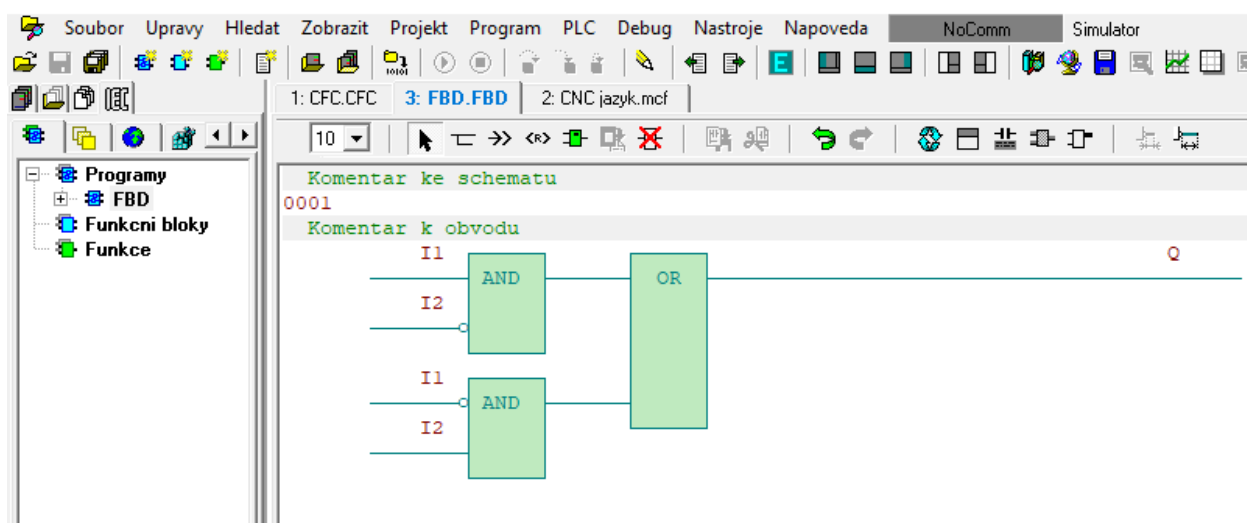 Soubor Upravy Hledat Zobrazit Projekt Program PLC Debug Nastroje Napoveda NoComm Simulator
1: CFC.CFC 3: FBD.FBD 2: CNC jazyk.mcf
10
Programy
FBD
Funkcni bloky
Funkce
Komentar ke schematu
0001
Komentar k obvodu
I1 Q
AND OR
I2
I1
AND
I2